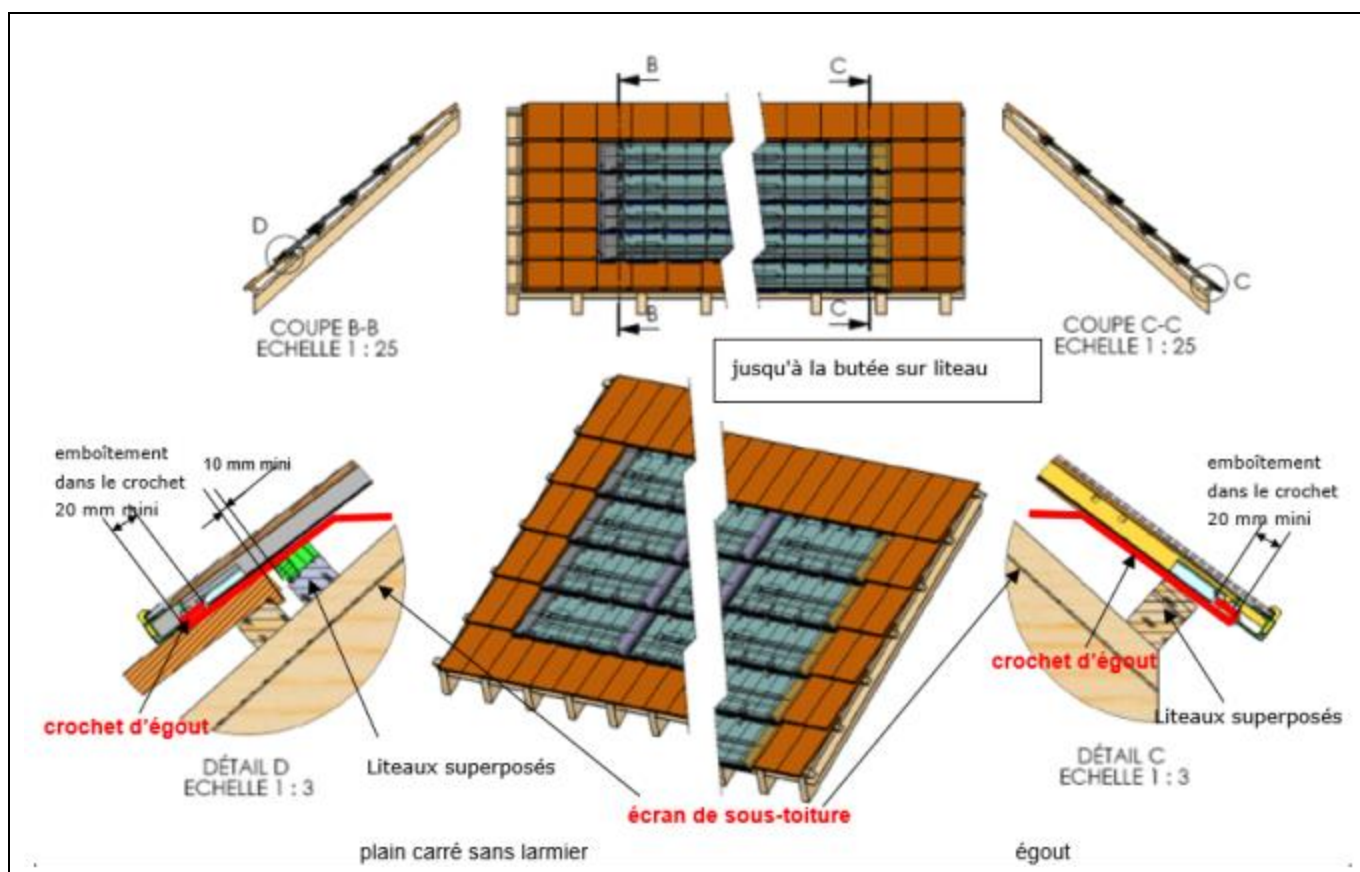 B
C
D
C
B
C
COUPE B-B
ECHELLE 1 : 25
COUPE C-C
ECHELLE 1 : 25
jusqu'à la butée sur liteau
emboîtement
dans le crochet
20 mm mini
10 mm mini
emboîtement
dans le crochet
20 mm mini
crochet d'égout
crochet d'égout
Liteaux superposés
DÉTAIL D
ECHELLE 1 : 3
Liteaux superposés
DÉTAIL C
ECHELLE 1 : 3
écran de sous-toiture
plain carré sans larmier
égout